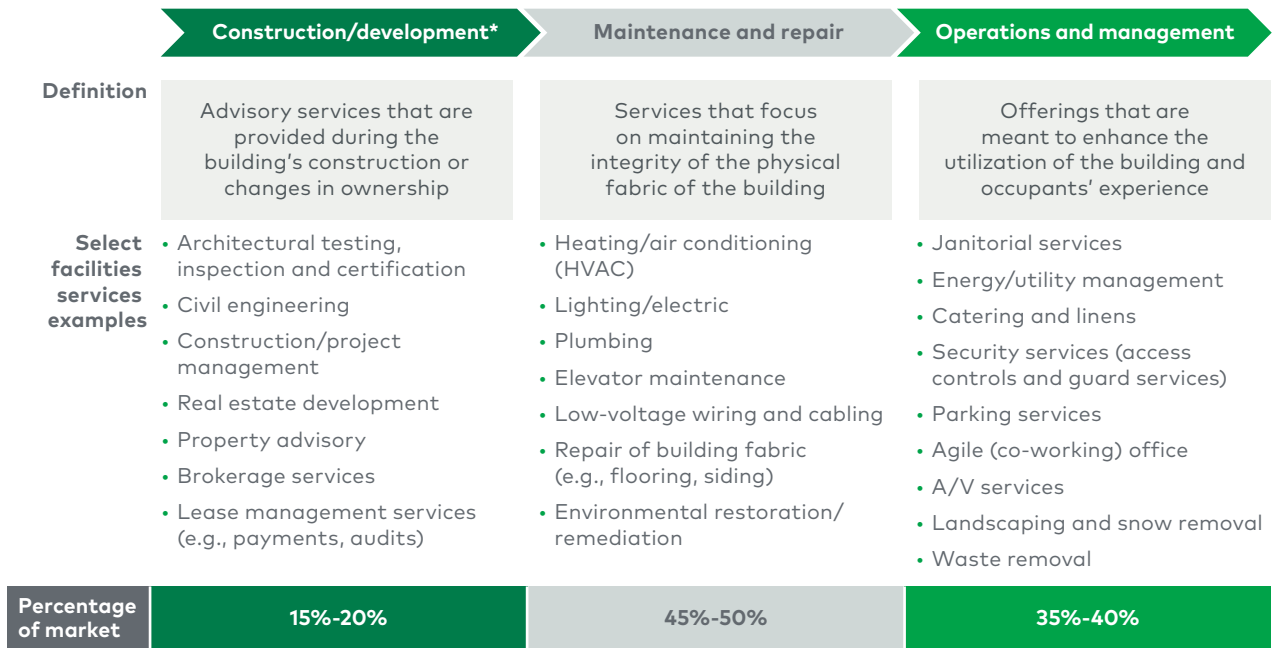 Construction/development*
Maintenance and repair
Operations and management
Definition
Advisory services that are
provided during the
building's construction or
changes in ownership
Services that focus
on maintaining the
integrity of the physical
fabric of the building
Offerings that are
meant to enhance the
utilization of the building and
occupants' experience
Select
facilities
services
examples
• Architectural testing,
inspection and certification
• Civil engineering
• Construction/project
management
• Real estate development
• Property advisory
• Brokerage services
• Lease management services
(e.g., payments, audits)
• Heating/air conditioning
(HVAC)
• Lighting/electric
• Plumbing
• Elevator maintenance
• Low-voltage wiring and cabling
• Repair of building fabric
(e.g., flooring, siding)
• Environmental restoration/
remediation
• Janitorial services
• Energy/utility management
• Catering and linens
• Security services (access
controls and guard services)
• Parking services
• Agile (co-working) office
• A/V services
• Landscaping and snow removal
• Waste removal
Percentage
of market
15%-20%
45%-50%
35%-40%